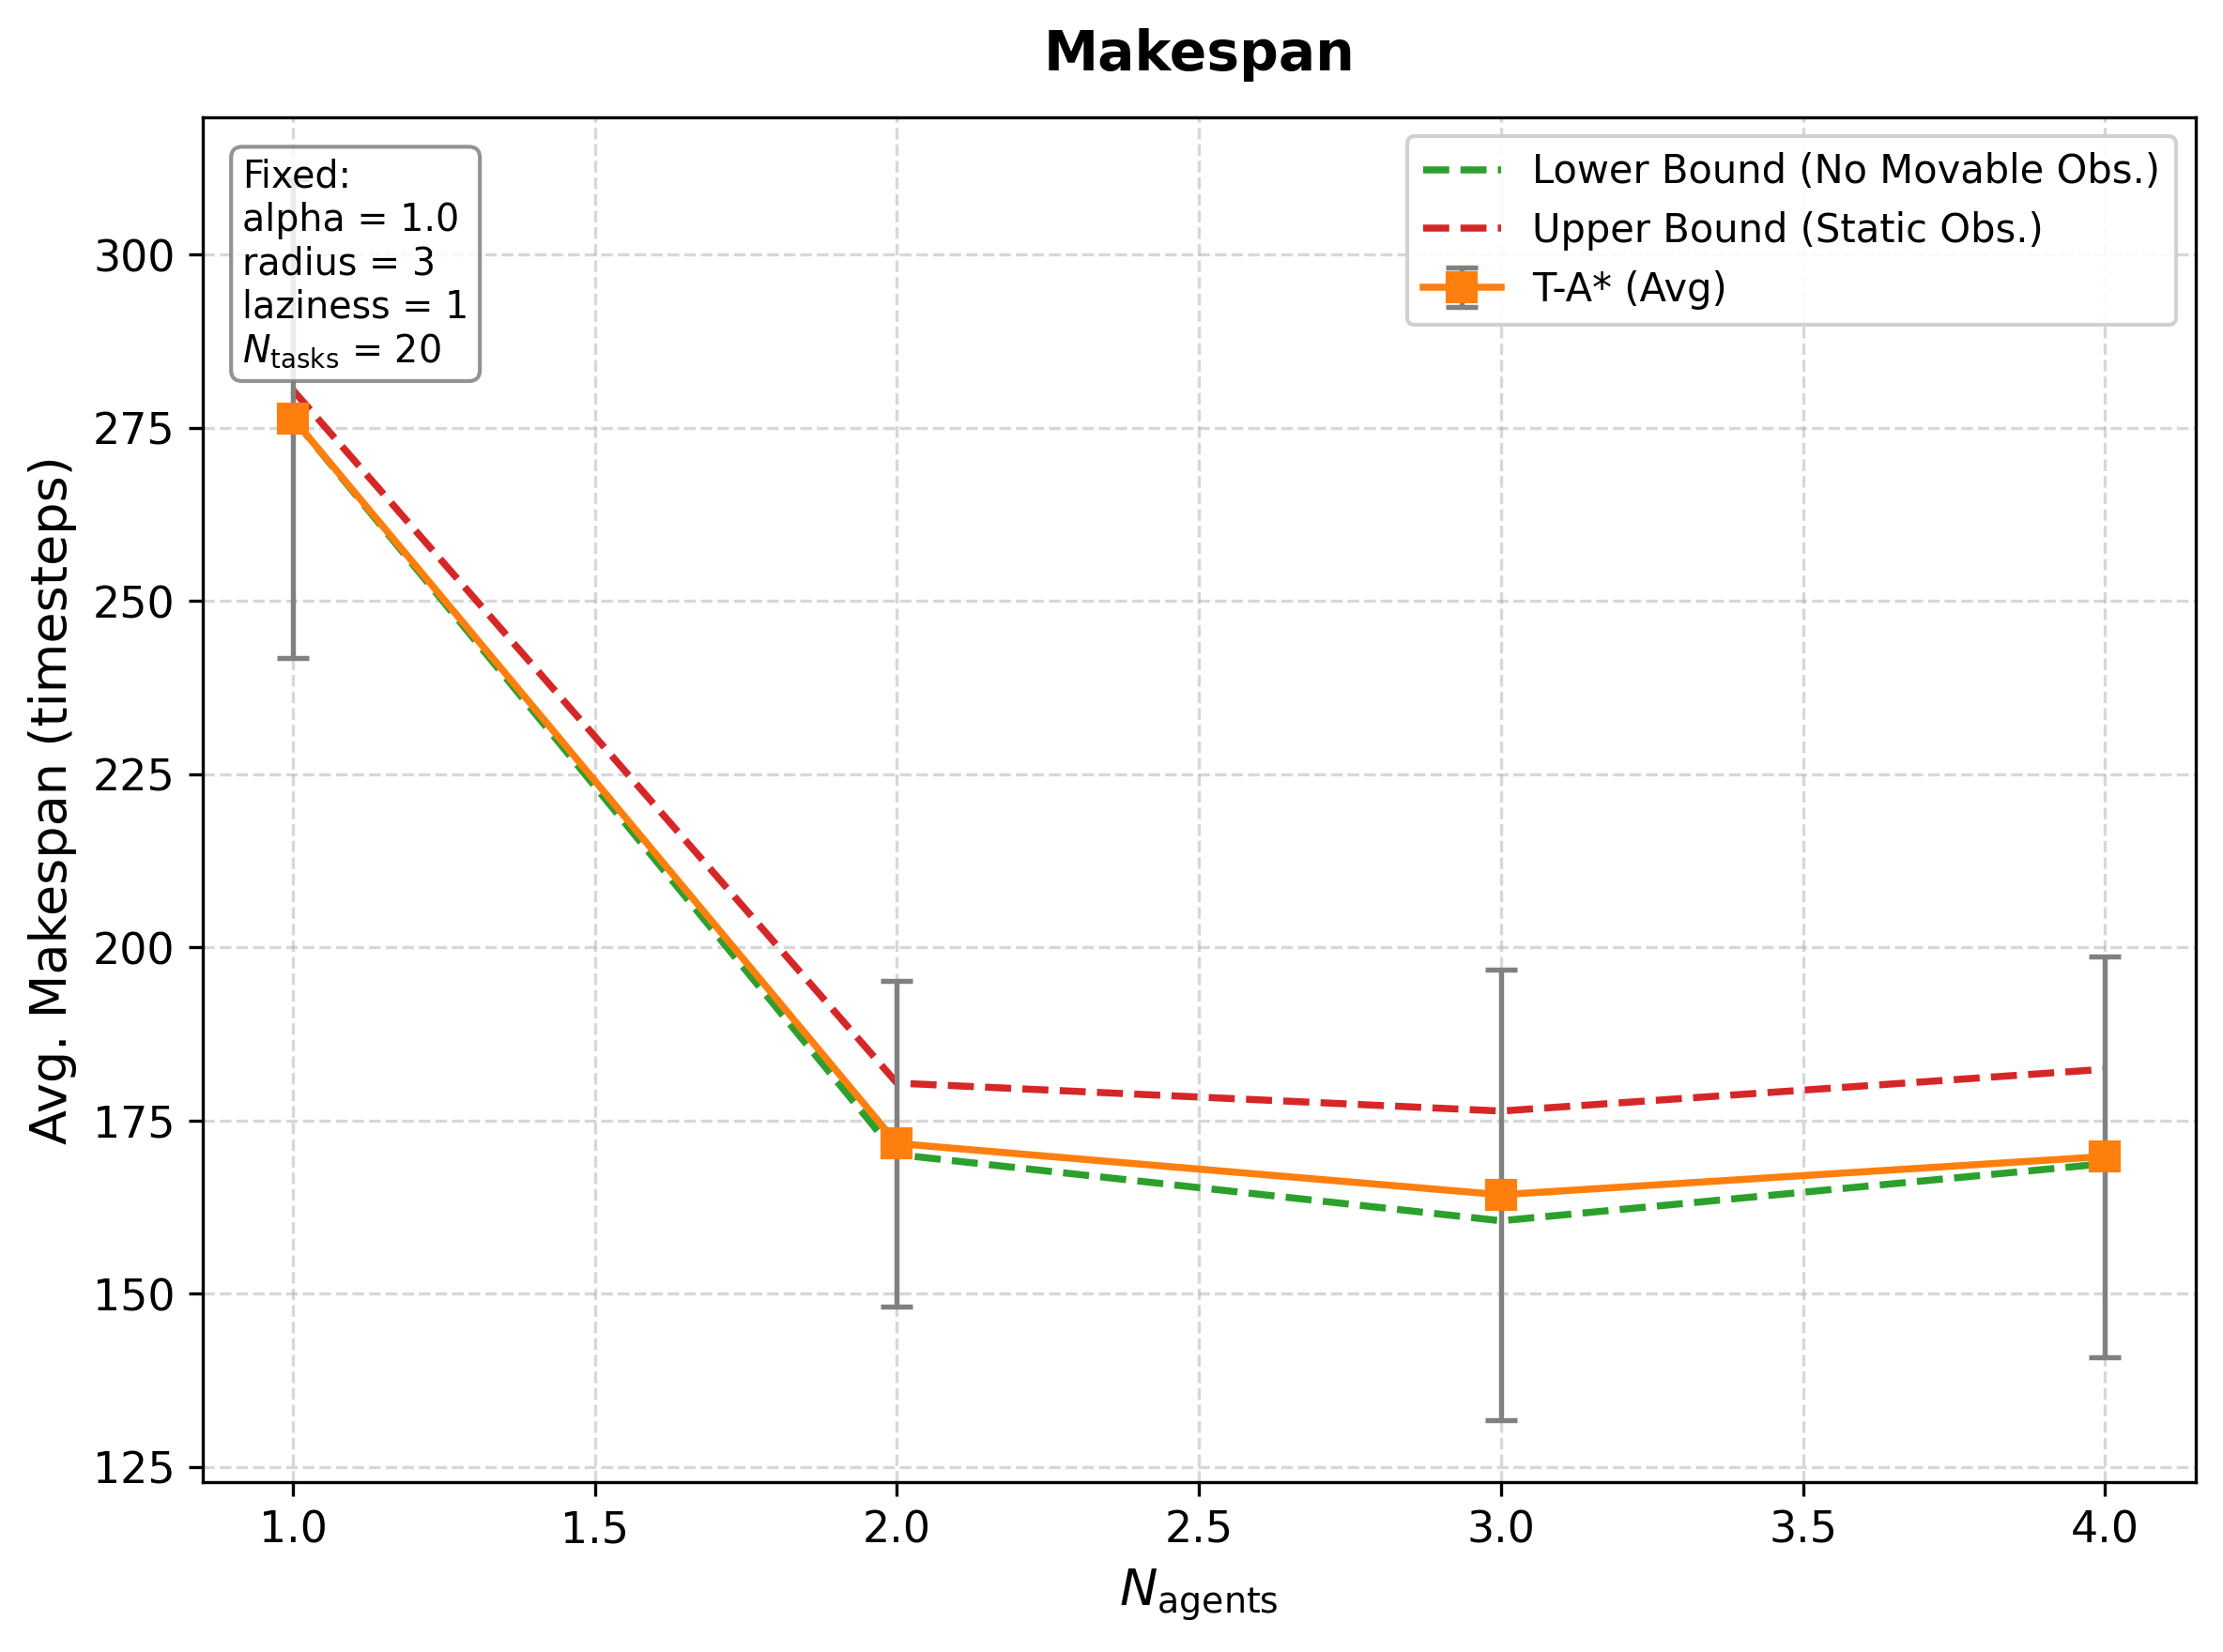 Makespan
Fixed:
alpha = 1.0
radius = 3
laziness = 1
N_tasks = 20
Lower Bound (No Movable Obs.)
Upper Bound (Static Obs.)
T-A* (Avg)
Avg. Makespan (timesteps)
300
275
250
225
200
175
150
125
1.0 1.5 2.0 2.5 3.0 3.5 4.0
N_agents